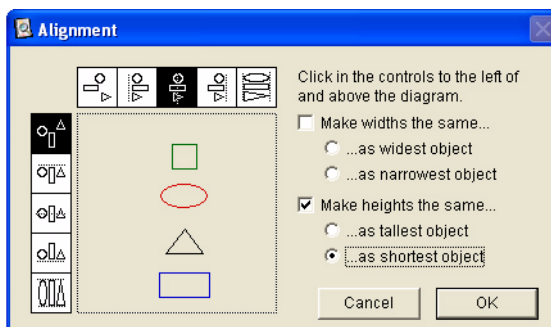 Alignment
Click in the controls to the left of
and above the diagram.
Make widths the same...
...as widest object
...as narrowest object
Make heights the same...
...as tallest object
...as shortest object
Cancel
OK